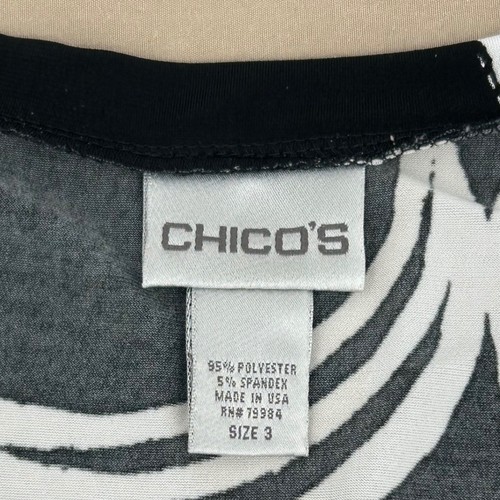 CHICO'S
95% POLYESTER
5% SPANDEX
MADE IN USA
RN# 79984
SIZE 3